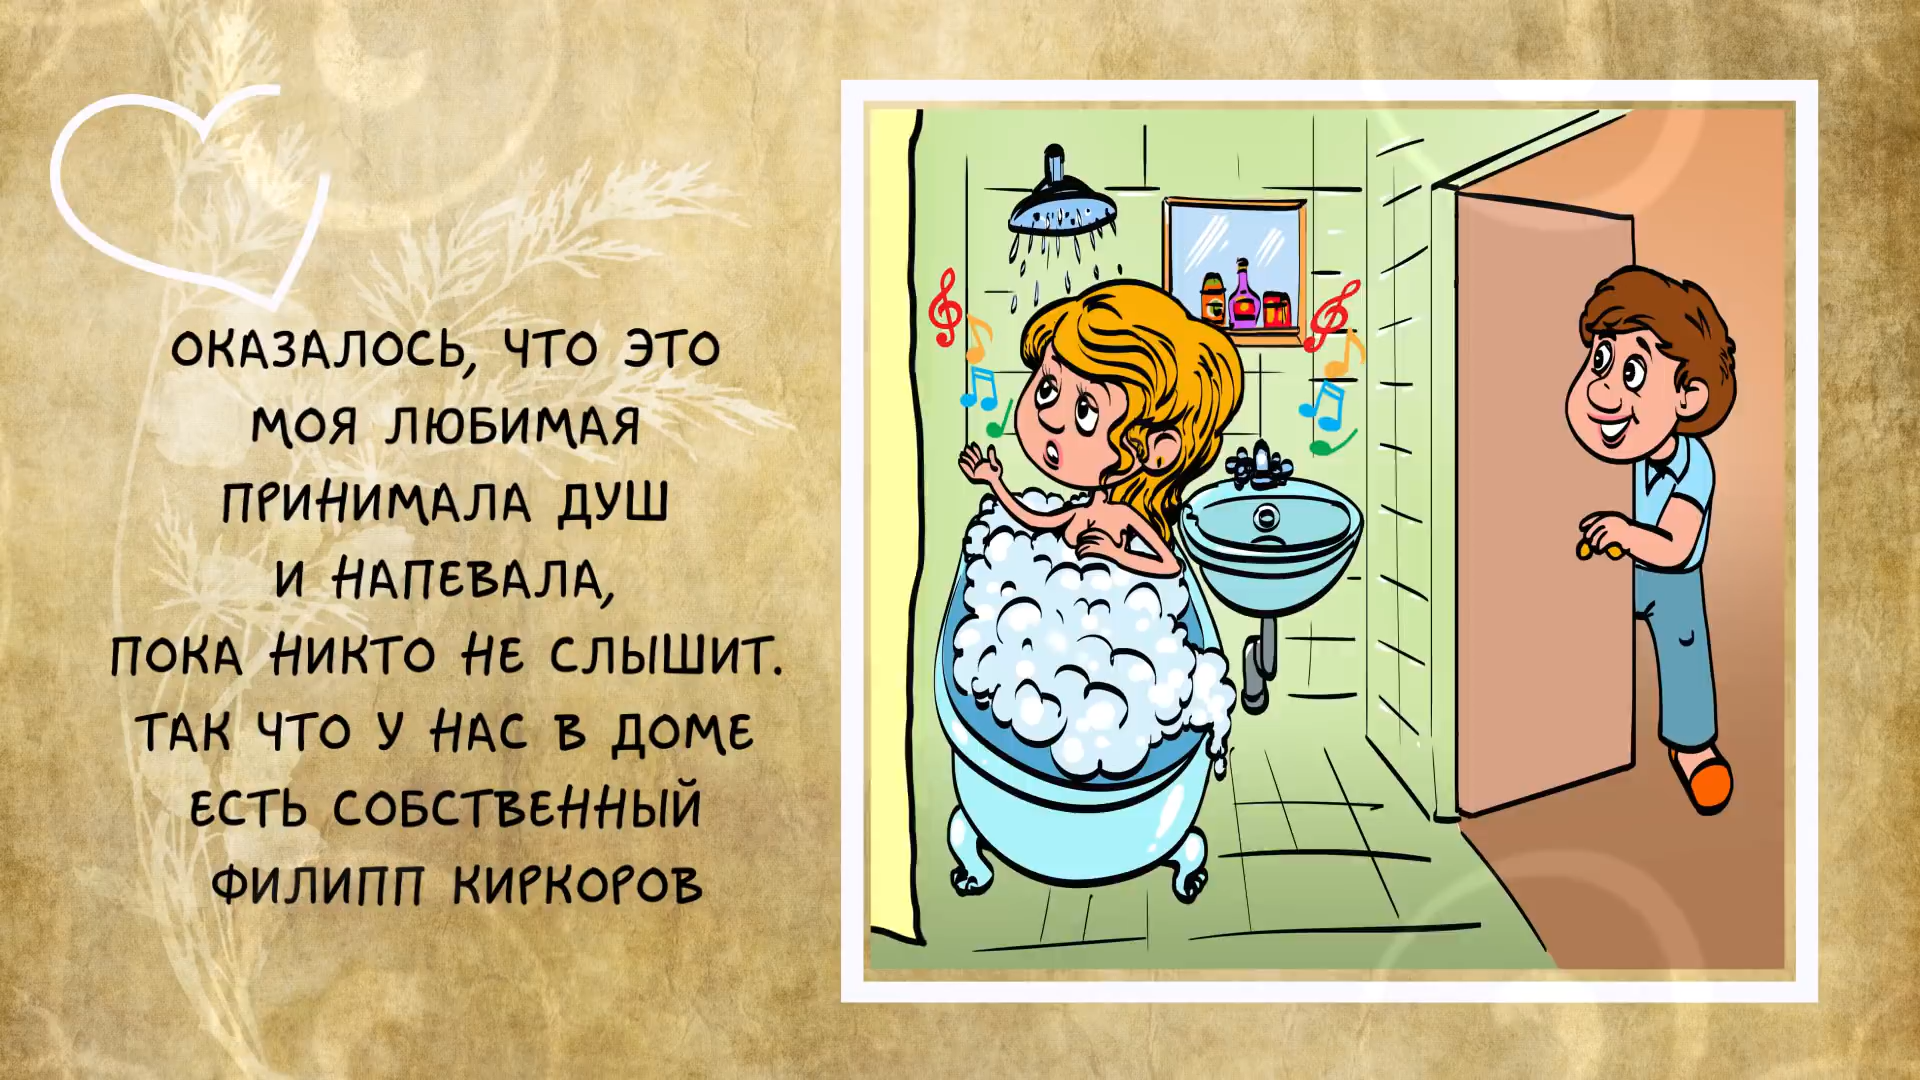 ОКАЗАЛОСЬ, ЧТО ЭТО
МОЯ ЛЮБИМАЯ
ПРИНИМАЛА ДУШ
И НАПЕВАЛА,
ПОКА НИКТО НЕ СЛЫШИТ.
ТАК ЧТО У НАС В ДОМЕ
ЕСТЬ СОБСТВЕННЫЙ
ФИЛИПП КИРКОРОВ